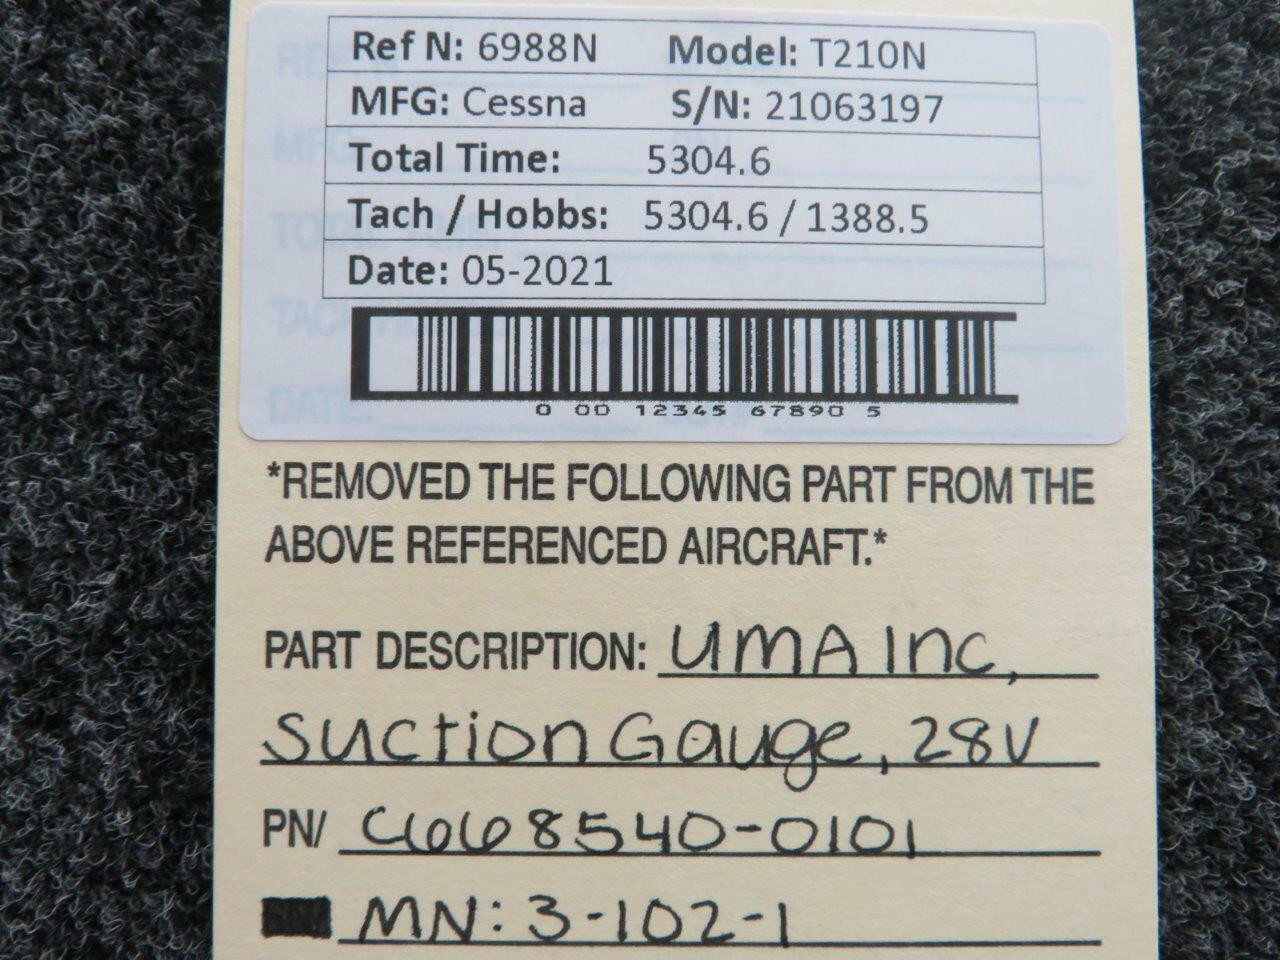 Ref N: 6988N Model: T210N
MFG: Cessna S/N: 21063197
Total Time: 5304.6
Tach / Hobbs: 5304.6 / 1388.5
Date: 05-2021
0 00 12345 67890 5
*REMOVED THE FOLLOWING PART FROM THE
ABOVE REFERENCED AIRCRAFT.*
PART DESCRIPTION: UMA Inc,
Suction Gauge, 28V
PN/ C668540-0101
MN: 3-102-1